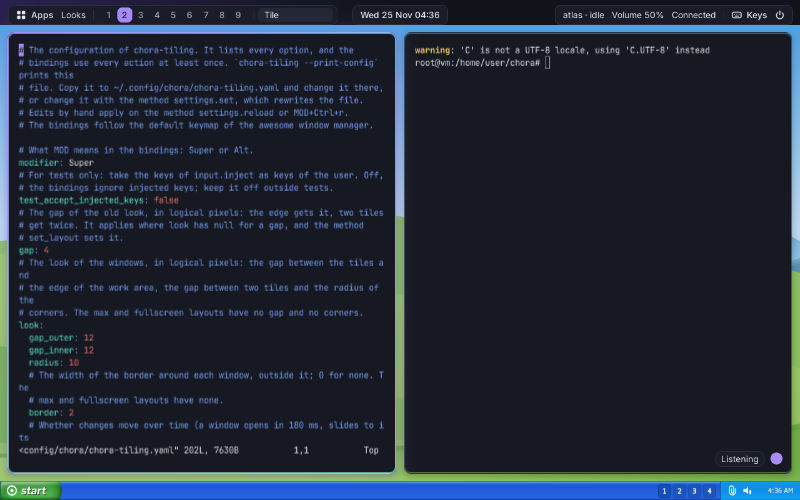 Apps Looks 1 2 3 4 5 6 7 8 9 Tile Wed 25 Nov 04:36 atlas · idle Volume 50% Connected Keys
# The configuration of chora-tiling. It lists every option, and the
# bindings use every action at least once. `chora-tiling --print-config`
prints this
# file. Copy it to ~/.config/chora/chora-tiling.yaml and change it there,
# or change it with the method settings.set, which rewrites the file.
# Edits by hand apply on the method settings.reload or MOD+Ctrl+r.
# The bindings follow the default keymap of the awesome window manager.
# What MOD means in the bindings: Super or Alt.
modifier: Super
# For tests only: take the keys of input.inject as keys of the user. Off,
# the bindings ignore injected keys; keep it off outside tests.
test_accept_injected_keys: false
# The gap of the old look, in logical pixels: the edge gets it, two tiles
# get twice. It applies where look has null for a gap, and the method
# set_layout sets it.
gap: 4
# The look of the windows, in logical pixels: the gap between the tiles a
nd
# the edge of the work area, the gap between two tiles and the radius of
the
# corners. The max and fullscreen layouts have no gap and no corners.
look:
gap_outer: 12
gap_inner: 12
radius: 10
# The width of the border around each window, outside it; 0 for none. T
he
# max and fullscreen layouts have none.
border: 2
# Whether changes move over time (a window opens in 180 ms, slides to i
ts
<config/chora/chora-tiling.yaml" 202L, 7630B 1,1 Top
warning: 'C' is not a UTF-8 locale, using 'C.UTF-8' instead
root@vm:/home/user/chora#
Listening
start 1 2 3 4 4:36 AM